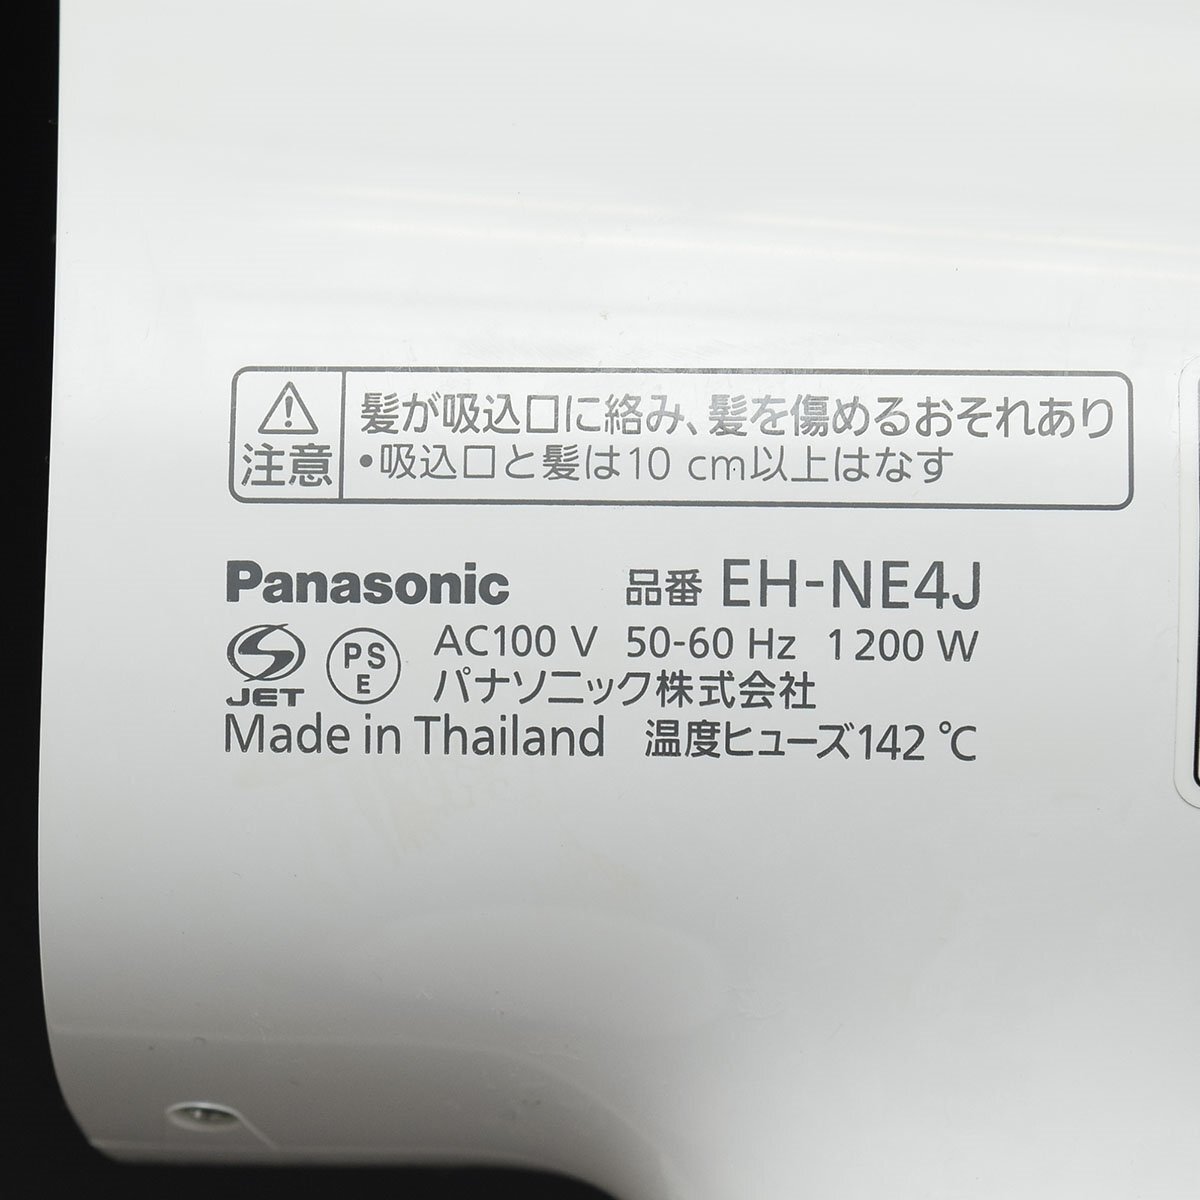 注意
髪が吸込口に絡み、髪を傷めるおそれあり
•吸込口と髪は10 cm以上はなす
Panasonic 品番 EH-NE4J
JET PSE AC100 V 50-60 Hz 1200 W
パナソニック株式会社
Made in Thailand 温度ヒューズ142 ℃